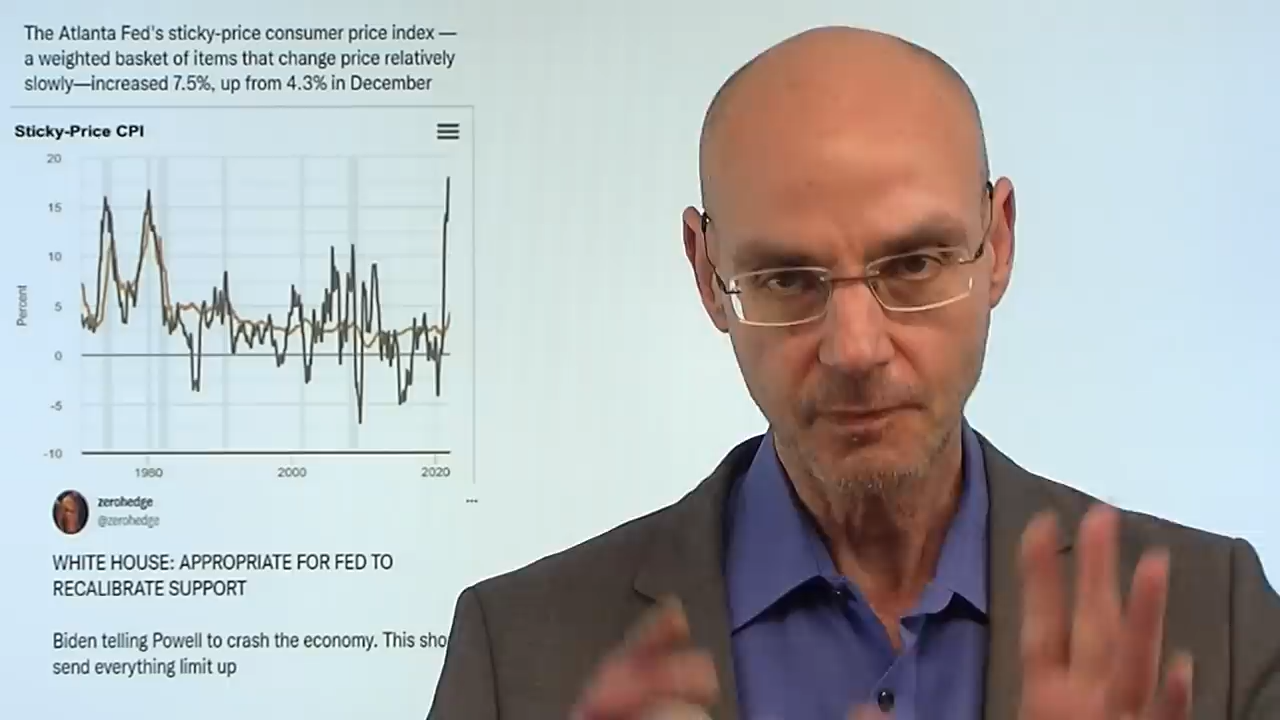 The Atlanta Fed's sticky-price consumer price index —
a weighted basket of items that change price relatively
slowly—increased 7.5%, up from 4.3% in December
Sticky-Price CPI
20
15
10
5
0
-5
-10
Percent
1980
2000
2020
zerohedge
@zerohedge
WHITE HOUSE: APPROPRIATE FOR FED TO
RECALIBRATE SUPPORT
Biden telling Powell to crash the economy. This sho
send everything limit up